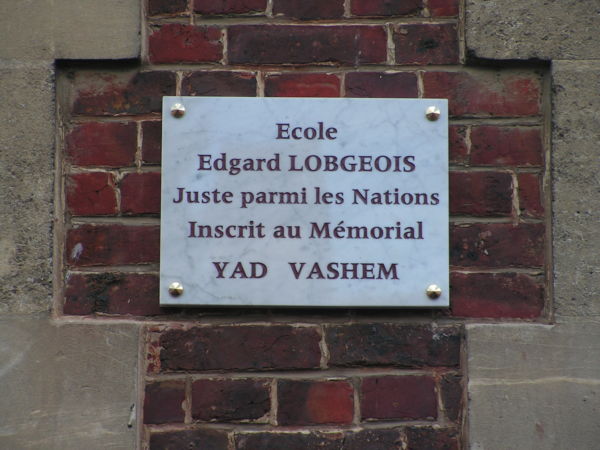 Ecole
Edgard LOBGEOIS
Juste parmi les Nations
Inscrit au Mémorial
YAD VASHEM